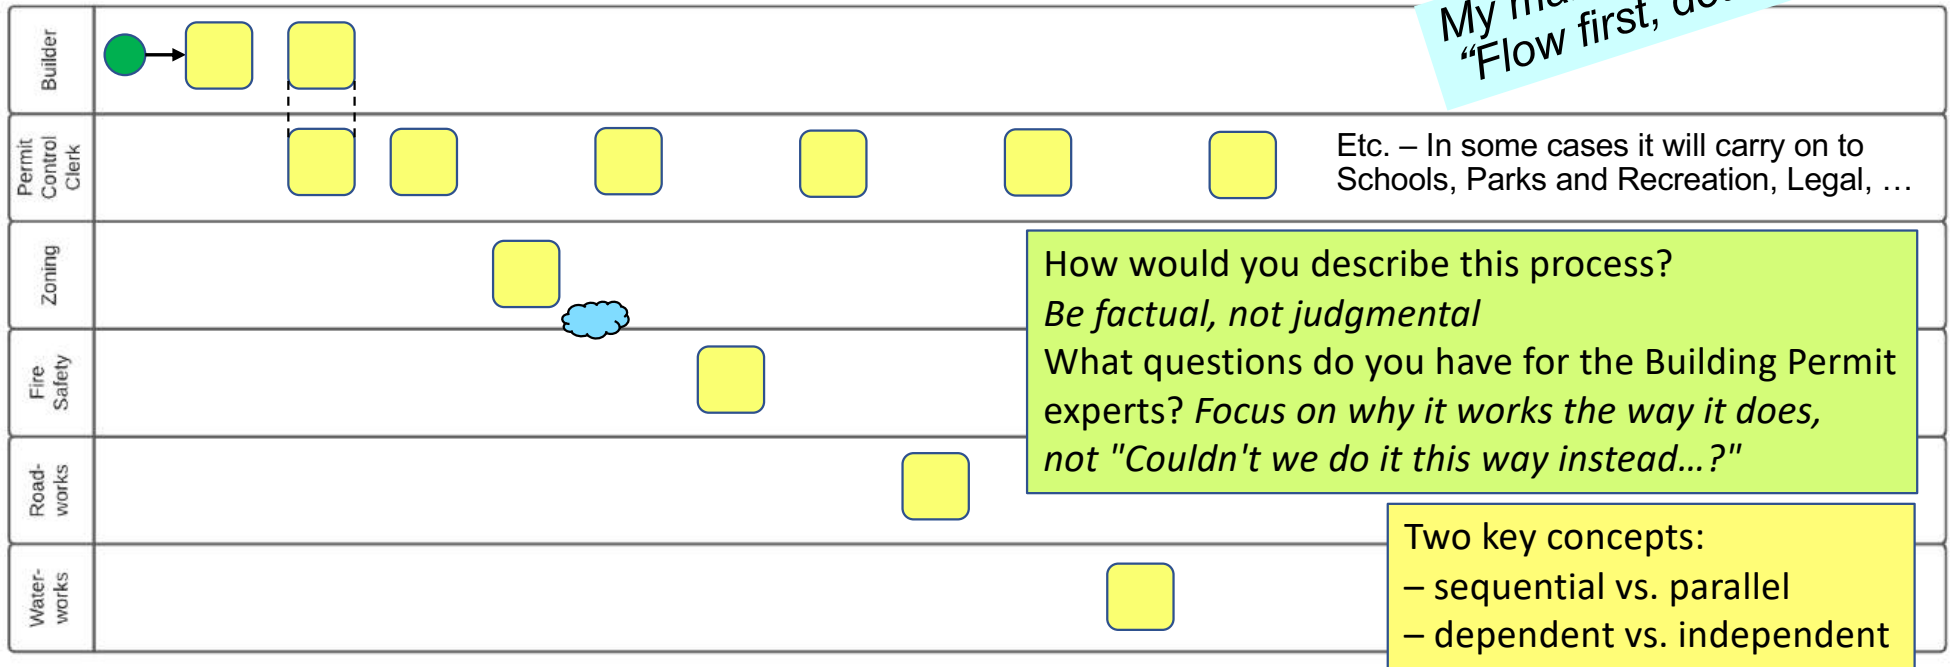 My
"Flow first,
Builder
Permit
Control
Clerk
Etc. – In some cases it will carry on to
Schools, Parks and Recreation, Legal, …
Zoning
How would you describe this process?
Be factual, not judgmental
What questions do you have for the Building Permit
experts? Focus on why it works the way it does,
not "Couldn't we do it this way instead…?"
Fire
Safety
Road-
works
Two key concepts:
– sequential vs. parallel
– dependent vs. independent
Water-
works